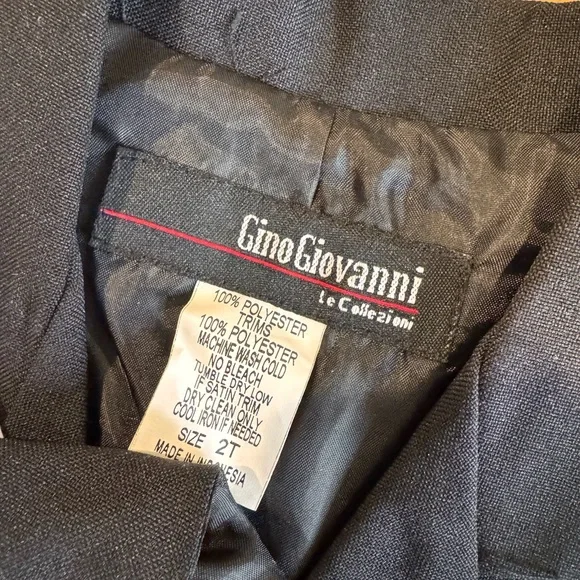 Gino Giovanni
Le Collezioni
100% POLYESTER
TRIMS
100% POLYESTER
MACHINE WASH COLD
NO BLEACH
TUMBLE DRY LOW
IF SATIN TRIM
DRY CLEAN ONLY
COOL IRON IF NEEDED
SIZE 2T
MADE IN INDONESIA